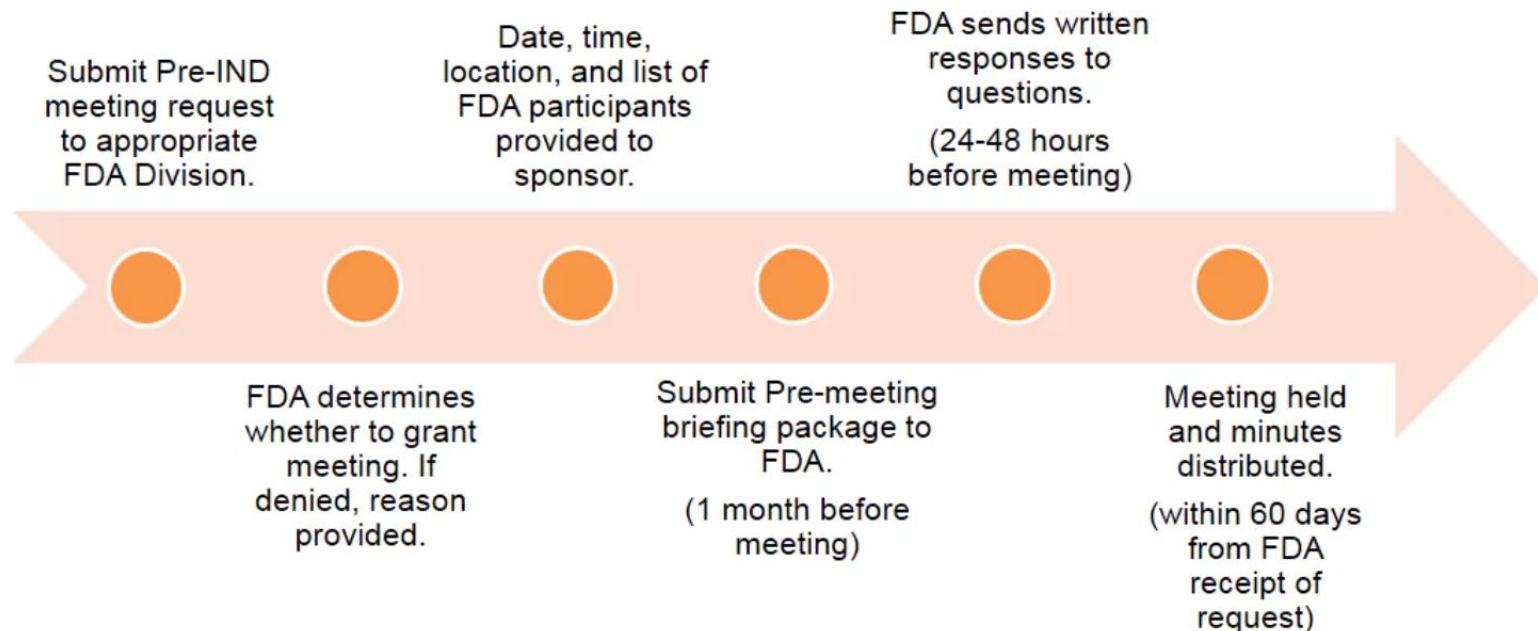 Submit Pre-IND
meeting request
to appropriate
FDA Division.
FDA determines
whether to grant
meeting. If
denied, reason
provided.
Date, time,
location, and list of
FDA participants
provided to
sponsor.
Submit Pre-meeting
briefing package to
FDA.
(1 month before
meeting)
FDA sends written
responses to
questions.
(24-48 hours
before meeting)
Meeting held
and minutes
distributed.
(within 60 days
from FDA
receipt of
request)